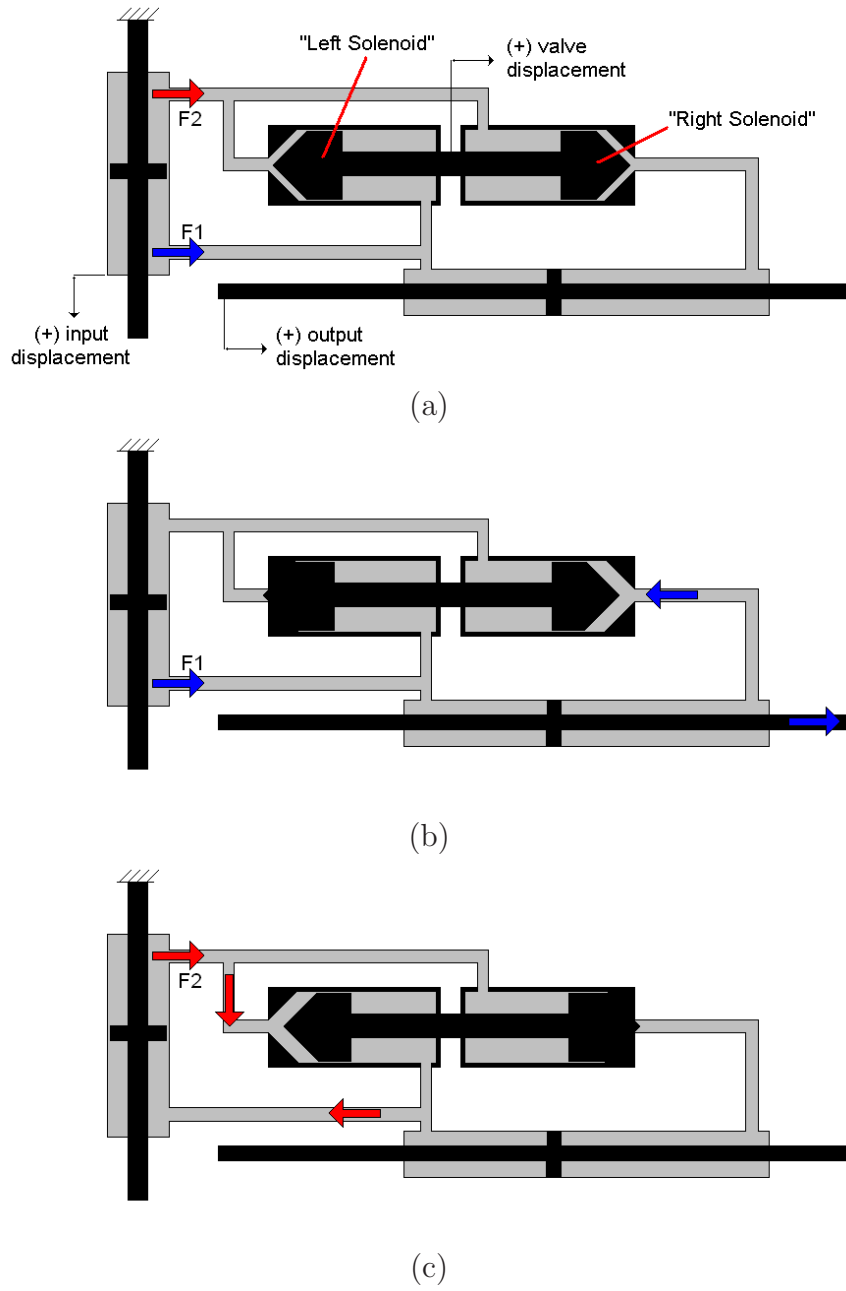 "Left Solenoid"
(+) valve
displacement
"Right Solenoid"
F2
F1
(+) input
displacement
(+) output
displacement
(a)
F1
(b)
F2
(c)